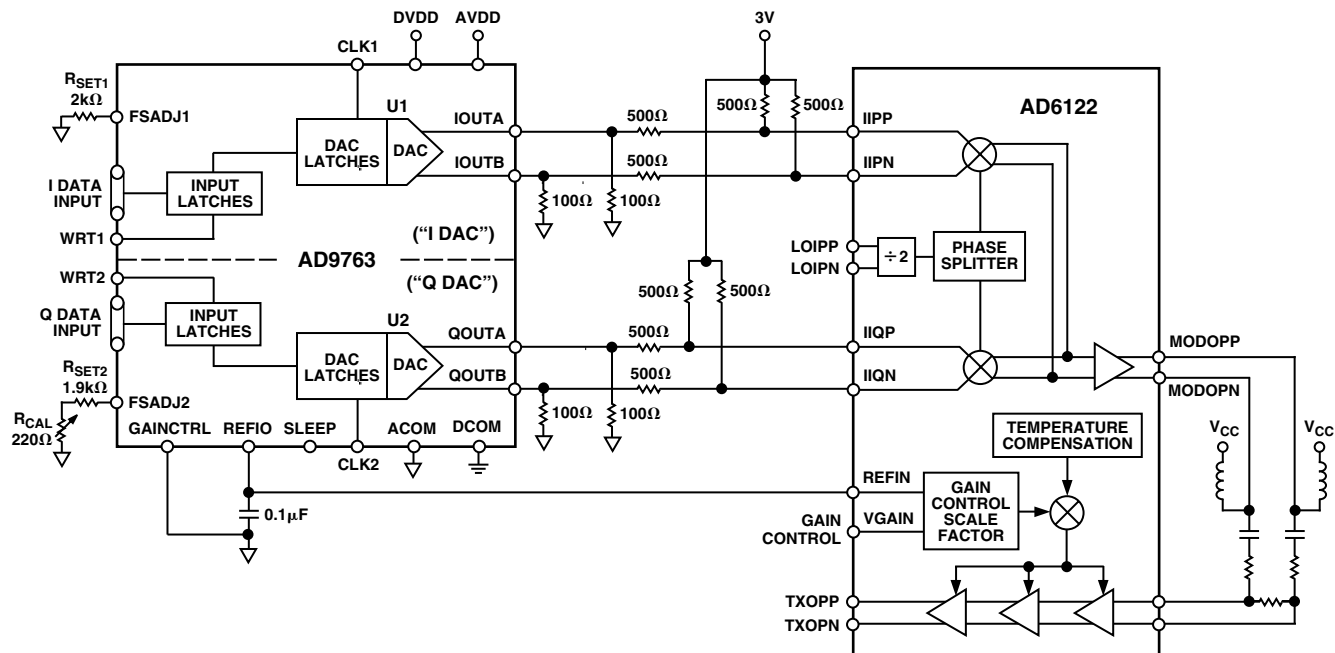 DVDD AVDD
3V
CLK1
R SET1
2kΩ
FSADJ1
U1
DAC
LATCHES
DAC
IOUTA
IOUTB
500Ω
500Ω
500Ω
500Ω
100Ω
100Ω
AD6122
IIPP
IIPN
I DATA
INPUT
INPUT
LATCHES
WRT1
("I DAC")
AD9763
("Q DAC")
LOIPP
LOIPN
÷2
PHASE
SPLITTER
WRT2
Q DATA
INPUT
INPUT
LATCHES
U2
DAC
LATCHES
DAC
QOUTA
QOUTB
500Ω
500Ω
500Ω
500Ω
100Ω
100Ω
IIQP
IIQN
MODOPP
MODOPN
R SET2
1.9kΩ
FSADJ2
R CAL
220Ω
GAINCTRL REFIO SLEEP ACOM DCOM
CLK2
0.1µF
TEMPERATURE
COMPENSATION
VCC
VCC
REFIN
GAIN
CONTROL
VGAIN
GAIN
CONTROL
SCALE
FACTOR
TXOPP
TXOPN